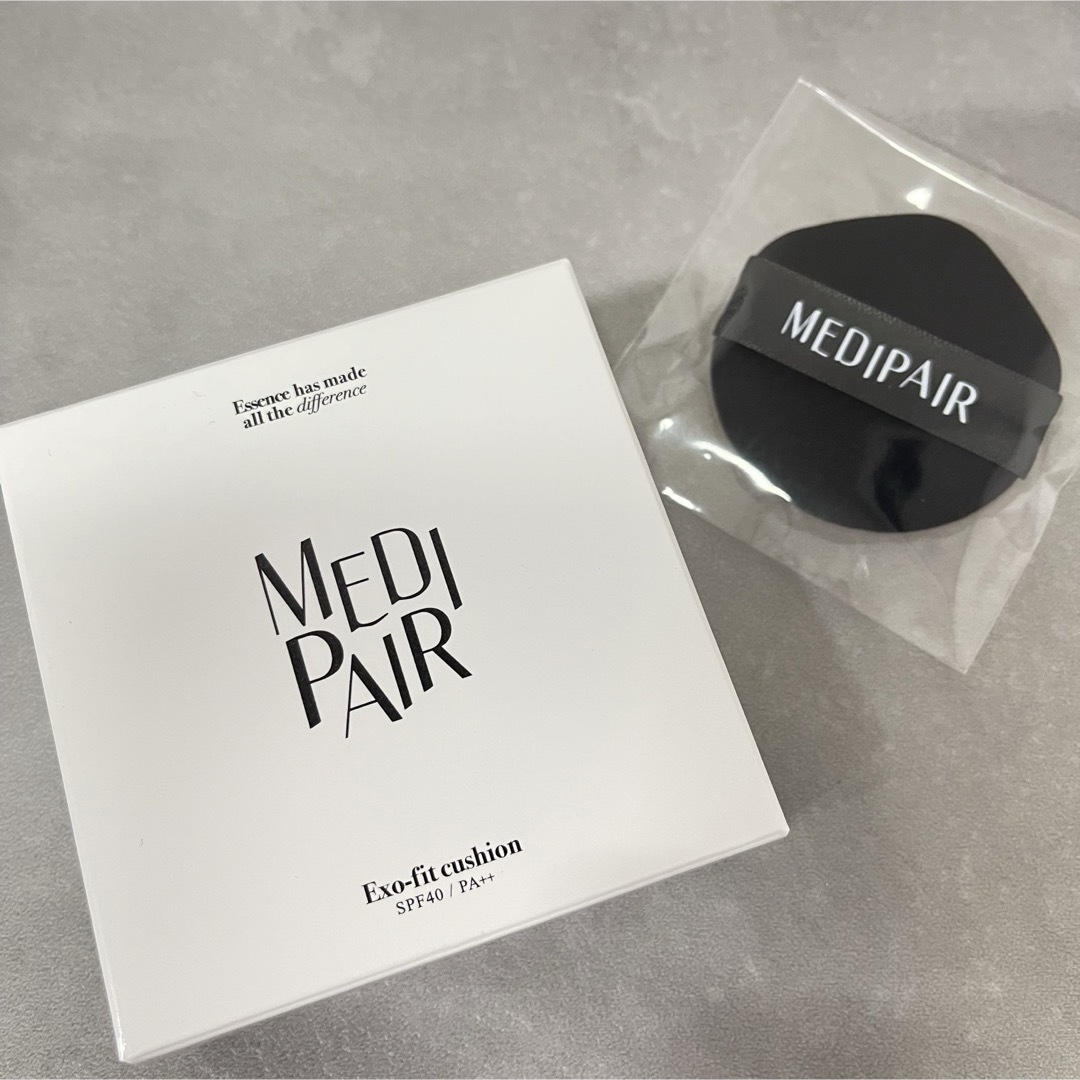 Essence has made
all the difference
MEDI
PAIR
Exo-fit cushion
SPF40 / PA++
MEDIPAIR